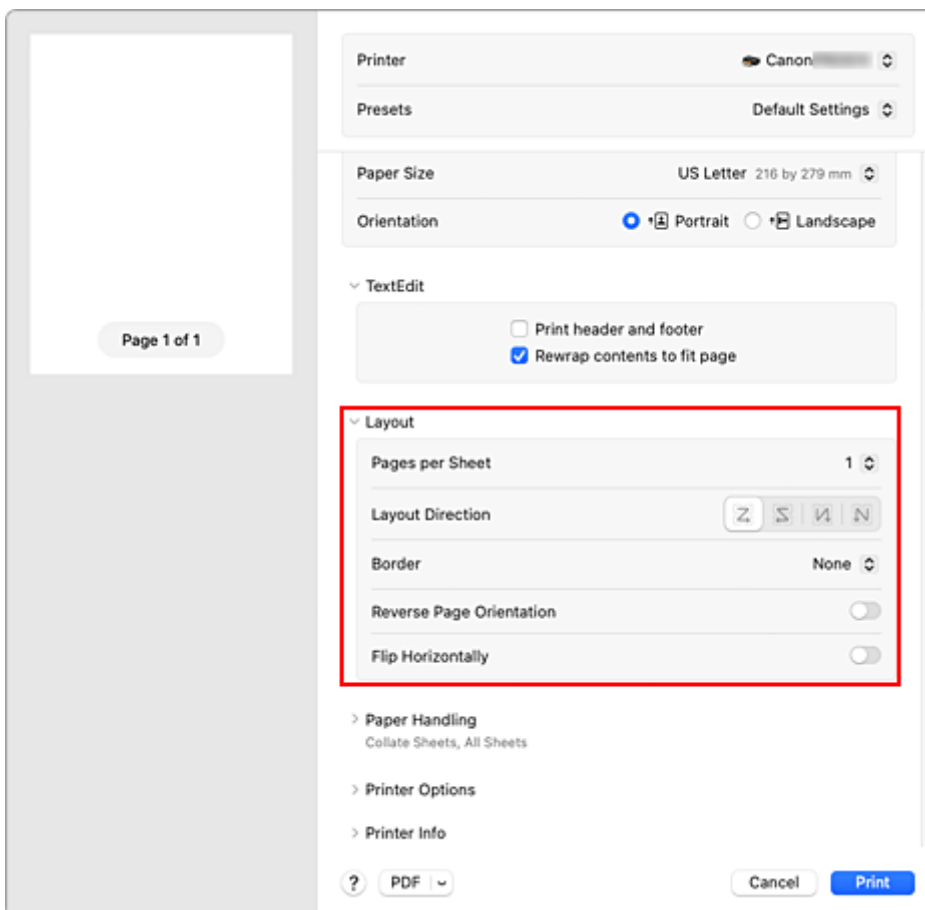 Page 1 of 1
Printer Canon
Presets Default Settings
Paper Size US Letter 216 by 279 mm
Orientation Portrait Landscape
TextEdit
Print header and footer
Rewrap contents to fit page
Layout
Pages per Sheet 1
Layout Direction
Border None
Reverse Page Orientation
Flip Horizontally
Paper Handling
Collate Sheets, All Sheets
Printer Options
Printer Info
? PDF Cancel Print